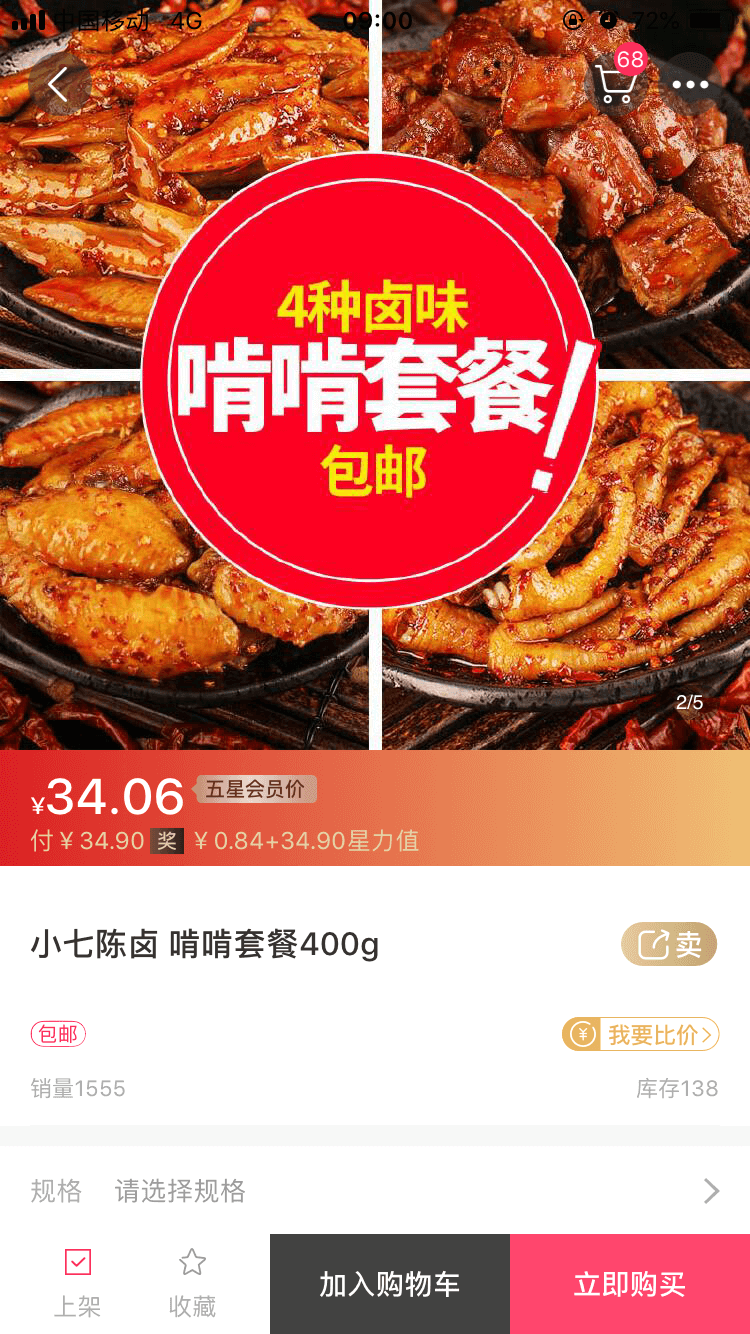 中国移动 4G 09:00 72%
68
4种卤味
啃啃套餐!
包邮
2/5
¥34.06 五星会员价
付¥34.90 奖 ¥0.84+34.90星力值
小七陈卤 啃啃套餐400g 卖
包邮 ¥ 我要比价>
销量1555 库存138
规格 请选择规格
上架 收藏 加入购物车 立即购买